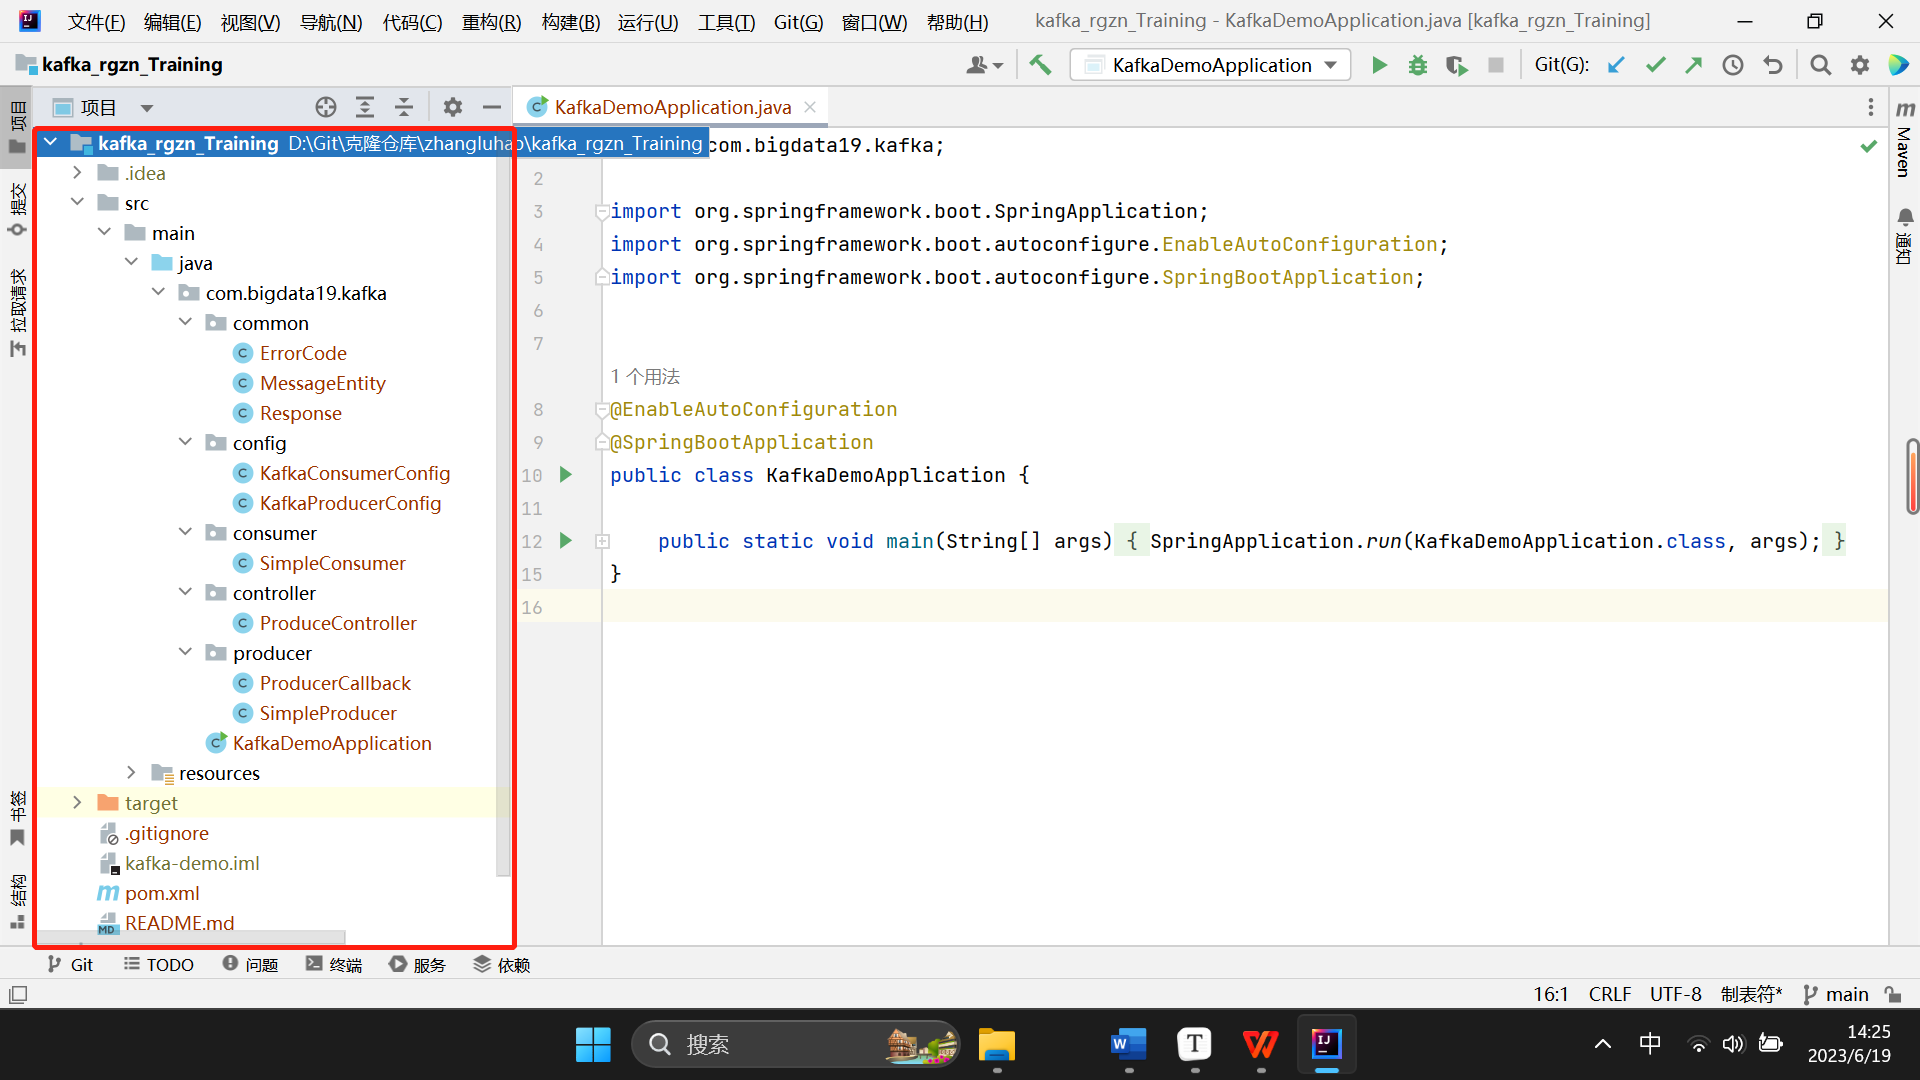 文件(F) 编辑(E) 视图(V) 导航(N) 代码(C) 重构(R) 构建(B) 运行(U) 工具(T) Git(G) 窗口(W) 帮助(H) kafka_rgzn_Training - KafkaDemoApplication.java [kafka_rgzn_Training]
kafka_rgzn_Training KafkaDemoApplication Git(G):
项目 KafkaDemoApplication.java
kafka_rgzn_Training D:\Git\克隆仓库\zhangluhao\kafka_rgzn_Training com.bigdata19.kafka;
.idea
src
main
java
com.bigdata19.kafka
common
ErrorCode
MessageEntity
Response
config
KafkaConsumerConfig
KafkaProducerConfig
consumer
SimpleConsumer
controller
ProduceController
producer
ProducerCallback
SimpleProducer
KafkaDemoApplication
resources
target
.gitignore
kafka-demo.iml
pom.xml
README.md
2
3 import org.springframework.boot.SpringApplication;
4 import org.springframework.boot.autoconfigure.EnableAutoConfiguration;
5 import org.springframework.boot.autoconfigure.SpringBootApplication;
6
7
1 个用法
8 @EnableAutoConfiguration
9 @SpringBootApplication
10 public class KafkaDemoApplication {
11
12 public static void main(String[] args) { SpringApplication.run(KafkaDemoApplication.class, args); }
15 }
16
项目
提交
拉取请求
书签
结构
Maven
通知
Git TODO 问题 终端 服务 依赖
16:1 CRLF UTF-8 制表符* main
搜索
中
14:25
2023/6/19